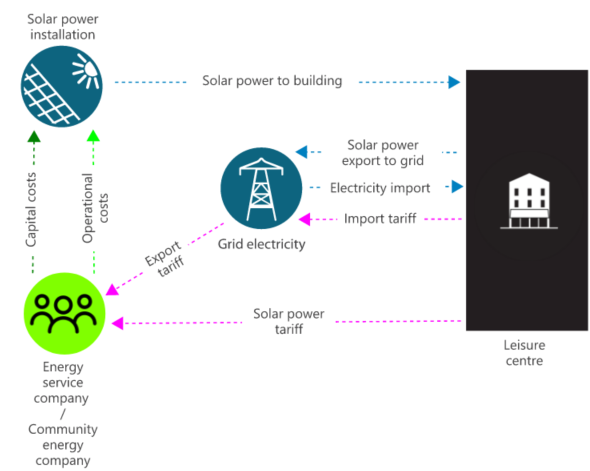 Solar power
installation
Solar power to building
Solar power
export to grid
Electricity import
Import tariff
Grid electricity
Capital costs
Operational
costs
Export
tariff
Solar power
tariff
Energy
service
company
/
Community
energy
company
Leisure
centre